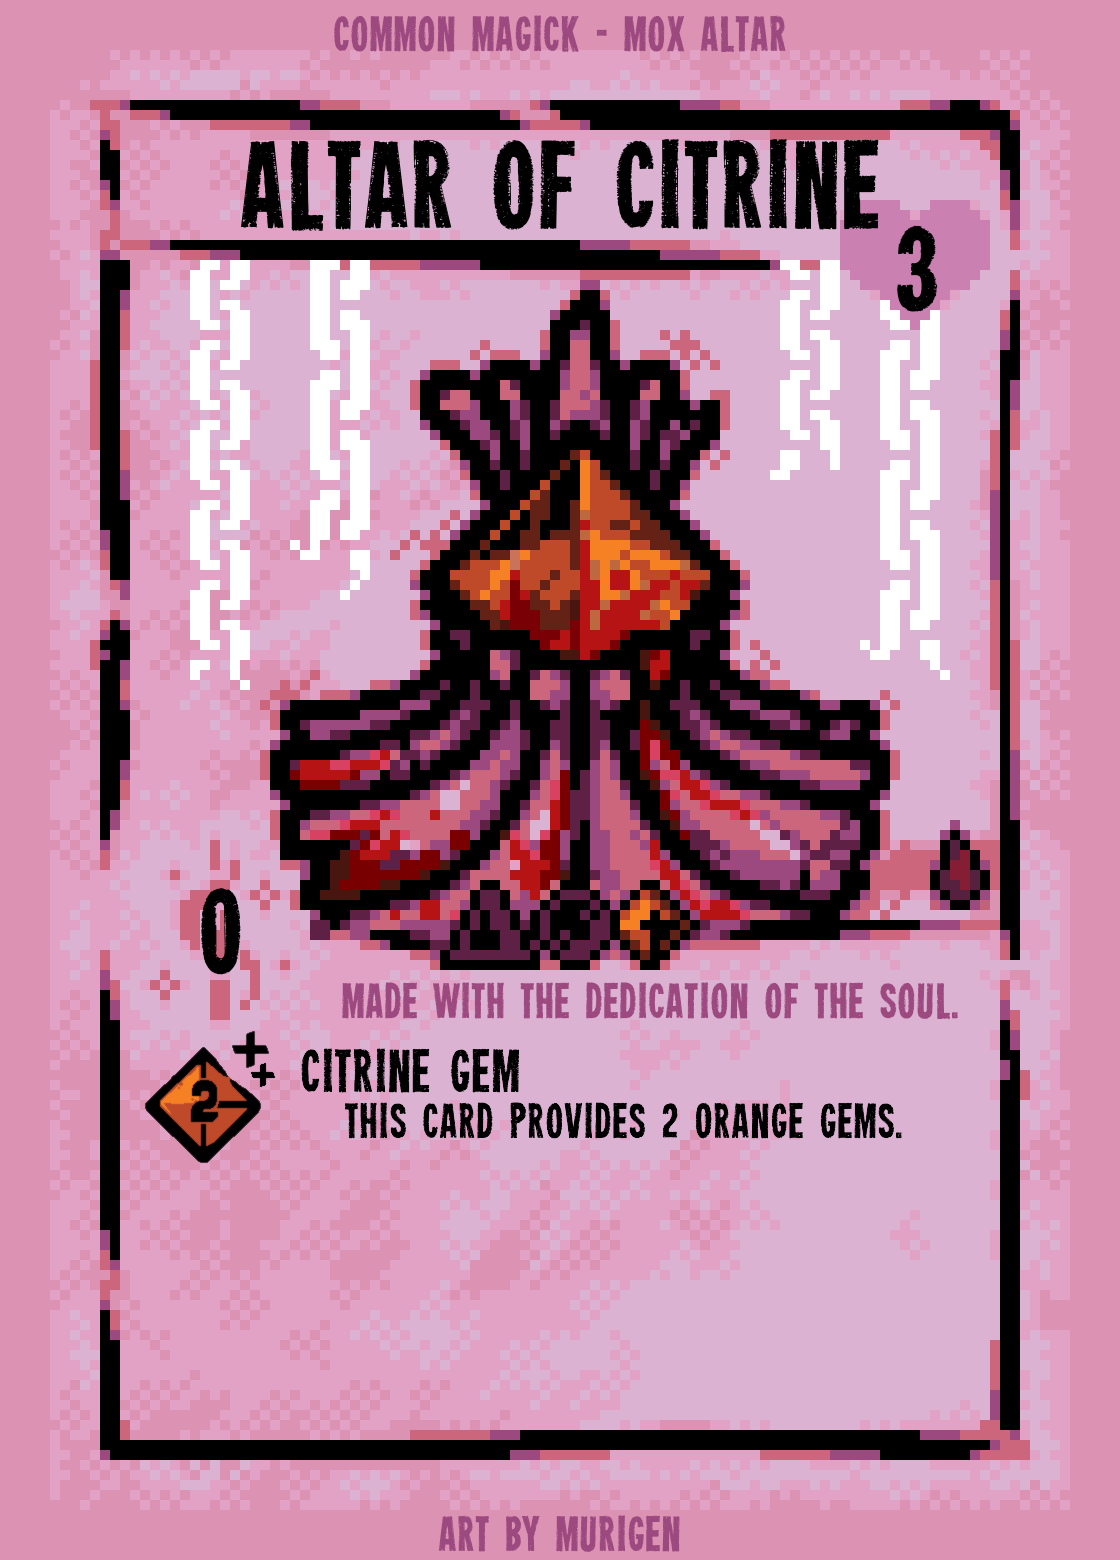 COMMON MAGICK - MOX ALTAR
ALTAR OF CITRINE
3
0
MADE WITH THE DEDICATION OF THE SOUL.
2
CITRINE GEM
THIS CARD PROVIDES 2 ORANGE GEMS.
ART BY MURIGEN